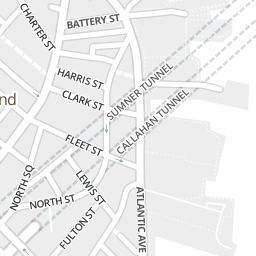 BATTERY ST
CHARTER ST
HARRIS ST
CLARK ST
nd
SUMNER TUNNEL
CALLAHAN TUNNEL
FLEET ST
NORTH SQ
LEWIS ST
NORTH ST
FULTON ST
ATLANTIC AVE